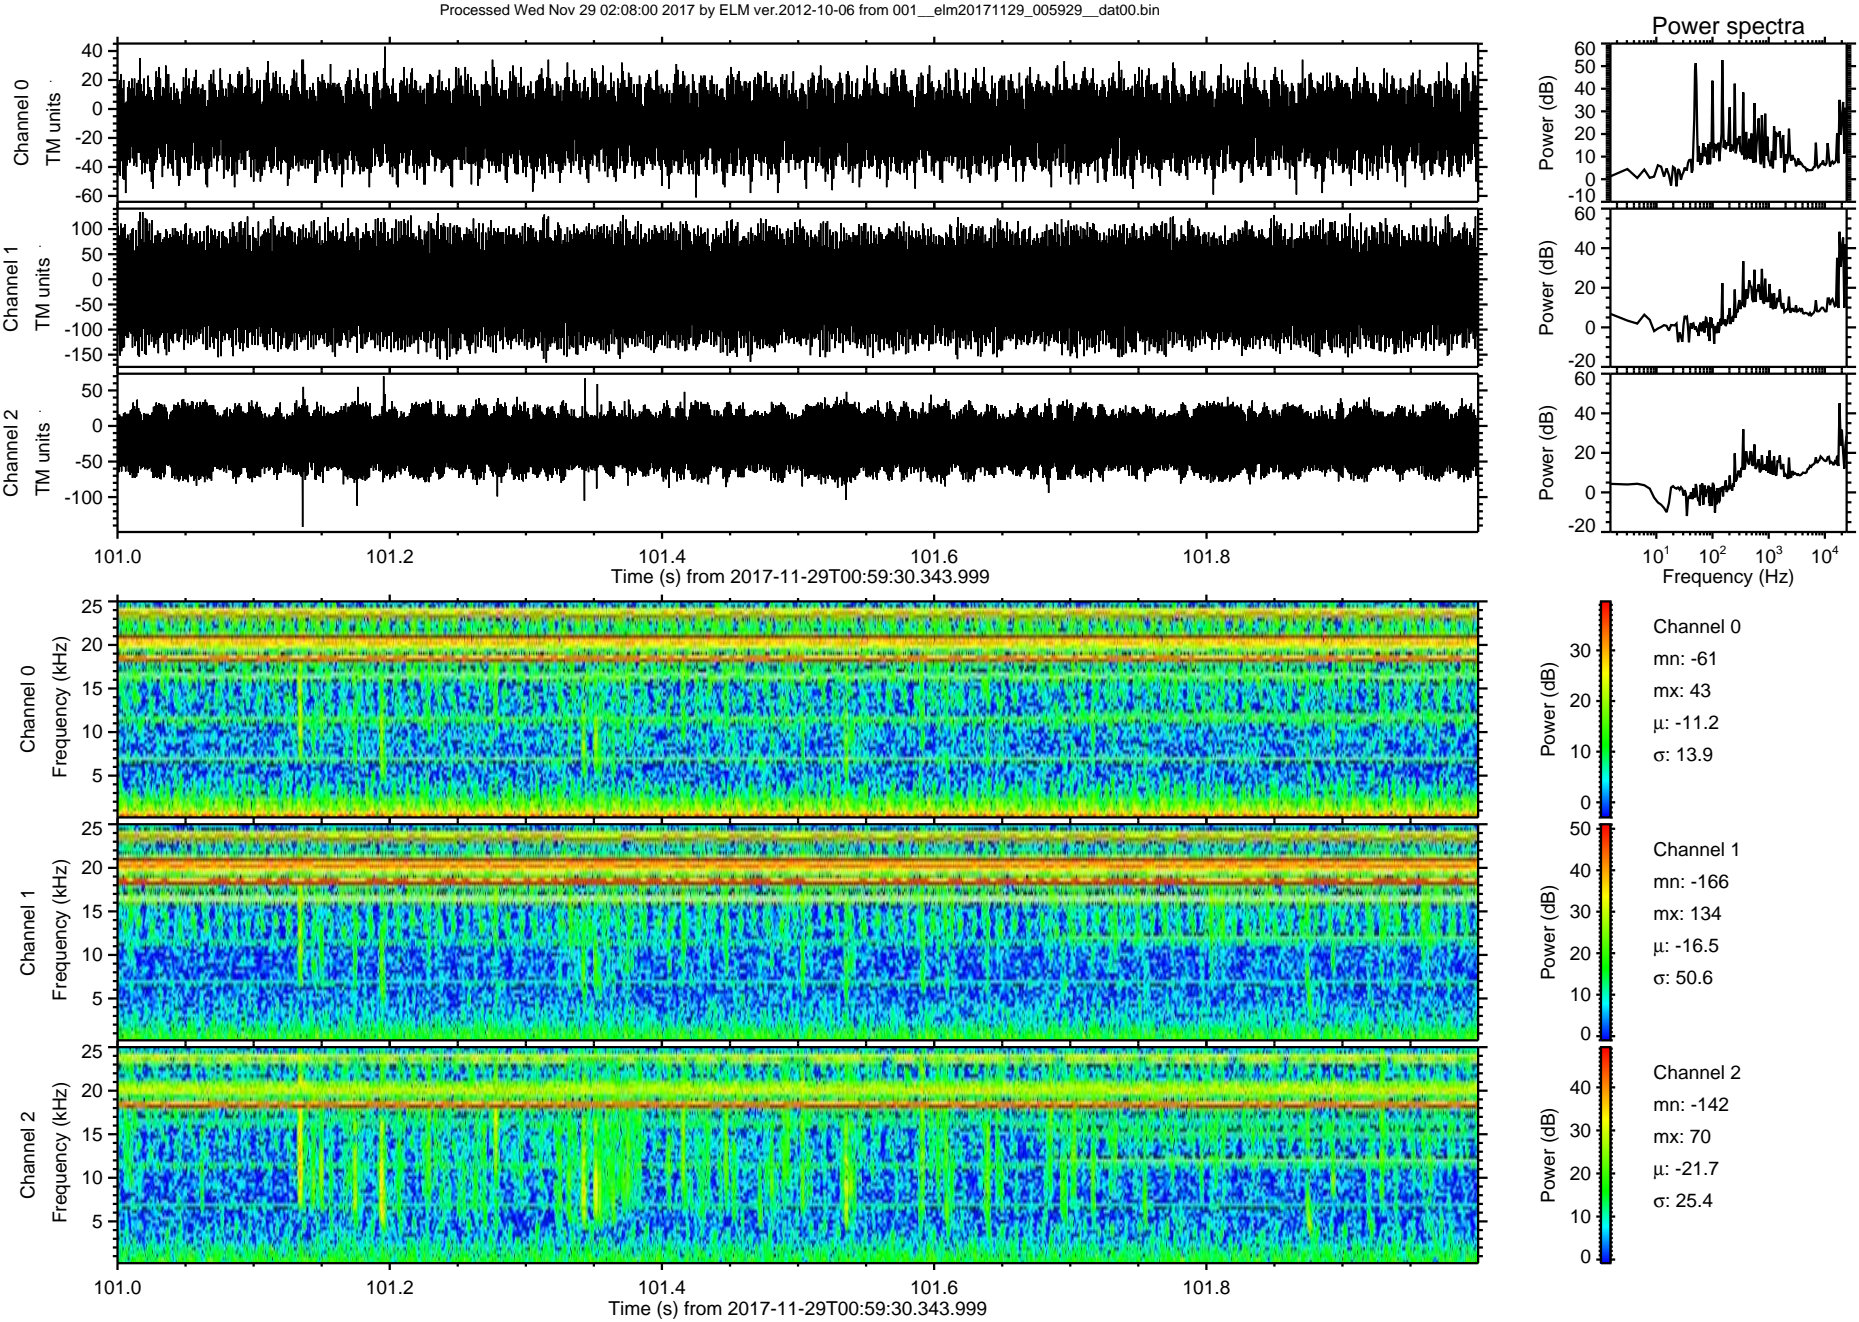 Processed Wed Nov 29 02:08:00 2017 by ELM ver.2012-10-06 from 001__elm20171129_005929__dat00.bin
Power spectra
Channel 0
TM units
40
20
0
-20
-40
-60
Power (dB)
60
50
40
30
20
10
0
-10
Channel 1
TM units
100
50
0
-50
-100
-150
Power (dB)
60
40
20
0
-20
Channel 2
TM units
50
0
-50
-100
Power (dB)
60
40
20
0
-20
101.0 101.2 101.4 101.6 101.8
Time (s) from 2017-11-29T00:59:30.343.999
10¹ 10² 10³ 10⁴
Frequency (Hz)
Channel 0
Frequency (kHz)
25
20
15
10
5
Power (dB)
30
20
10
0
Channel 0
mn: -61
mx: 43
μ: -11.2
σ: 13.9
Channel 1
Frequency (kHz)
25
20
15
10
5
Power (dB)
50
40
30
20
10
0
Channel 1
mn: -166
mx: 134
μ: -16.5
σ: 50.6
Channel 2
Frequency (kHz)
25
20
15
10
5
Power (dB)
40
30
20
10
0
Channel 2
mn: -142
mx: 70
μ: -21.7
σ: 25.4
101.0 101.2 101.4 101.6 101.8
Time (s) from 2017-11-29T00:59:30.343.999